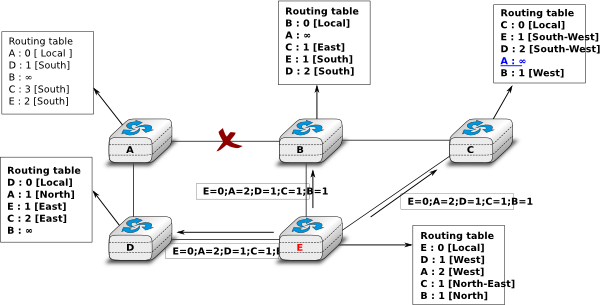 Routing table
A : 0 [ Local ]
D : 1 [South]
B : ∞
C : 3 [South]
E : 2 [South]
Routing table
B : 0 [Local]
A : ∞
C : 1 [East]
E : 1 [South]
D : 2 [South]
Routing table
C : 0 [Local]
E : 1 [South-West]
D : 2 [South-West]
A : ∞
B : 1 [West]
A
B
C
Routing table
D : 0 [Local]
A : 1 [North]
E : 1 [East]
C : 2 [East]
B : ∞
E=0;A=2;D=1;C=1;B=1
E=0;A=2;D=1;C=1;B=1
D
E=0;A=2;D=1;C=1;
E
Routing table
E : 0 [Local]
D : 1 [West]
A : 2 [West]
C : 1 [North-East]
B : 1 [North]